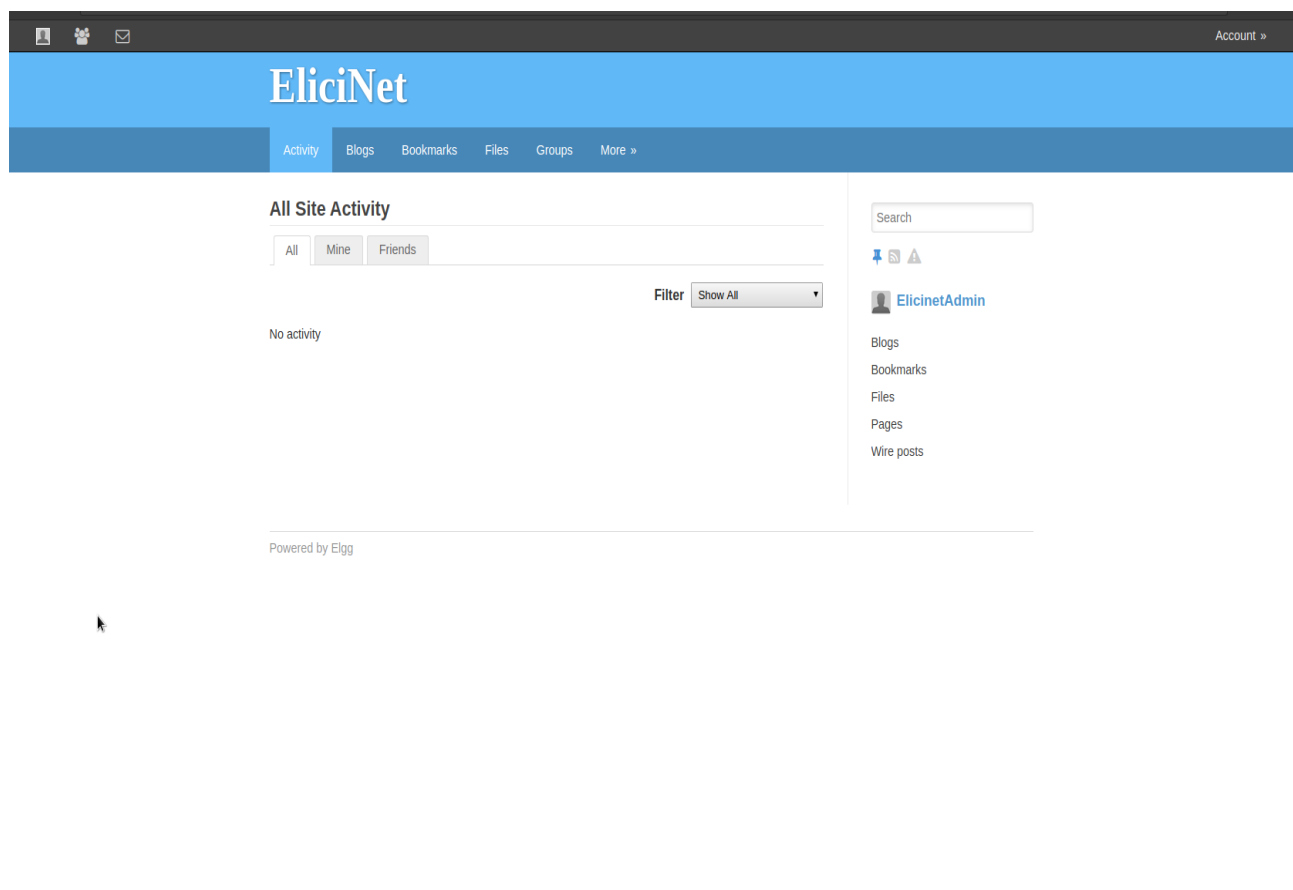 Account »
EliciNet
Activity Blogs Bookmarks Files Groups More »
All Site Activity
All Mine Friends
Filter Show All
No activity
Search
ElicinetAdmin
Blogs
Bookmarks
Files
Pages
Wire posts
Powered by Elgg